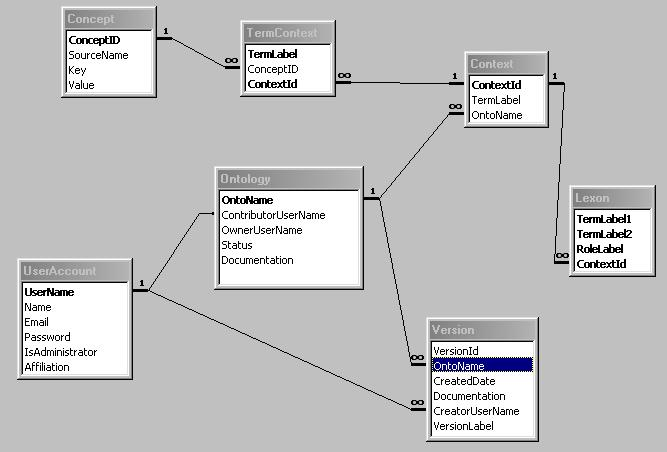 Concept
ConceptID
SourceName
Key
Value
1
∞
TermContext
TermLabel
ConceptID
ContextId
∞
1
Context
ContextId
TermLabel
OntoName
1
∞
Ontology
OntoName
ContributorUserName
OwnerUserName
Status
Documentation
1
Lexon
TermLabel1
TermLabel2
RoleLabel
ContextId
∞
UserAccount
UserName
Name
Email
Password
IsAdministrator
Affiliation
1
Version
VersionId
OntoName
CreatedDate
Documentation
CreatorUserName
VersionLabel
∞
∞